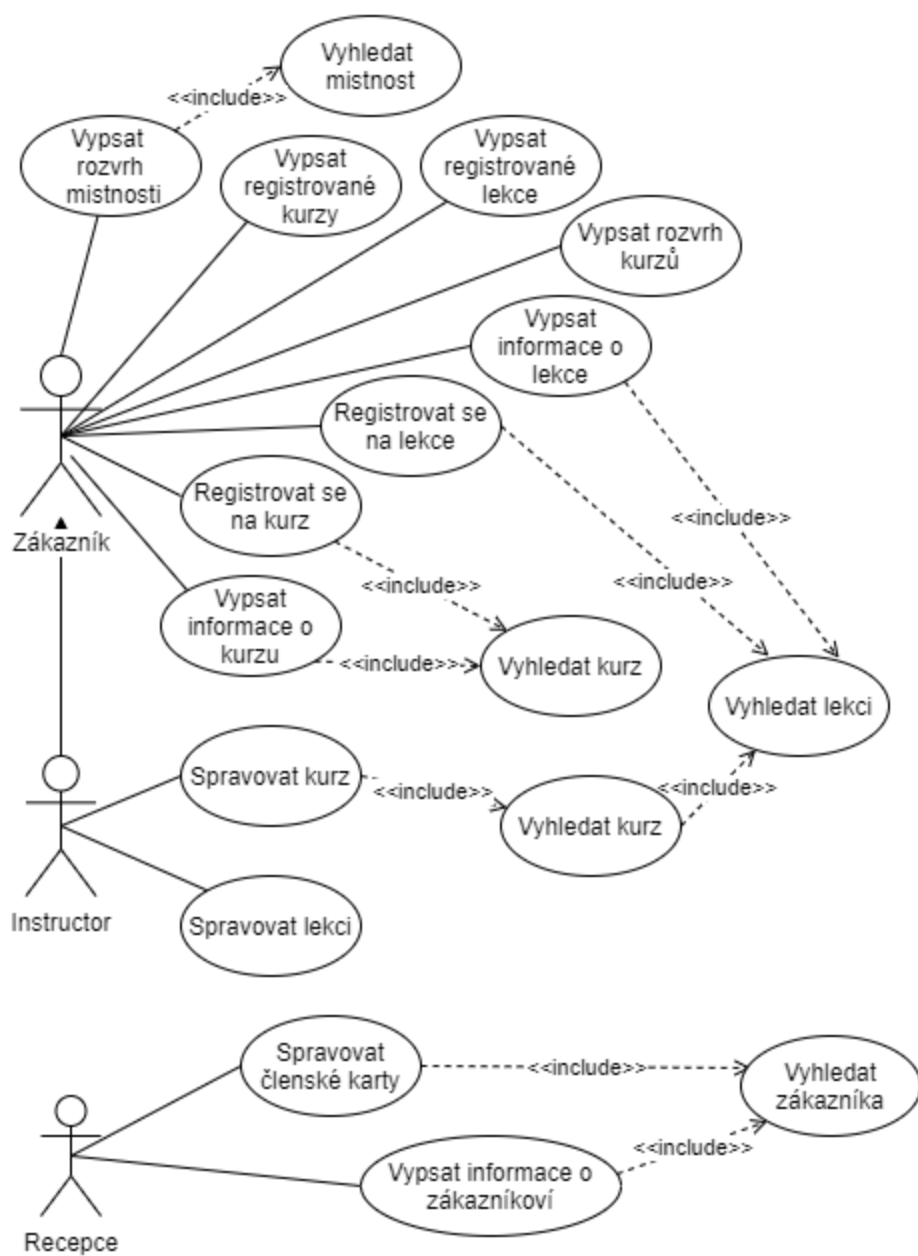 Vyhledat
mistnost
<<include>>
Vypsat
rozvrh
mistnosti
Vypsat
registrované
kurzy
Vypsat
registrované
lekce
Vypsat rozvrh
kurzů
Vypsat
informace o
lekce
Registrovat se
na lekce
Registrovat se
na kurz
<<include>>
Zákazník
<<include>>
<<include>>
Vypsat
informace o
kurzu
<<include>>
Vyhledat kurz
Vyhledat lekci
Spravovat kurz
<<include>>
<<include>>
Vyhledat kurz
Instructor
Spravovat lekci
Spravovat
členské karty
<<include>>
Vyhledat
zákazníka
<<include>>
Vypsat informace o
zákazníkoví
Recepce